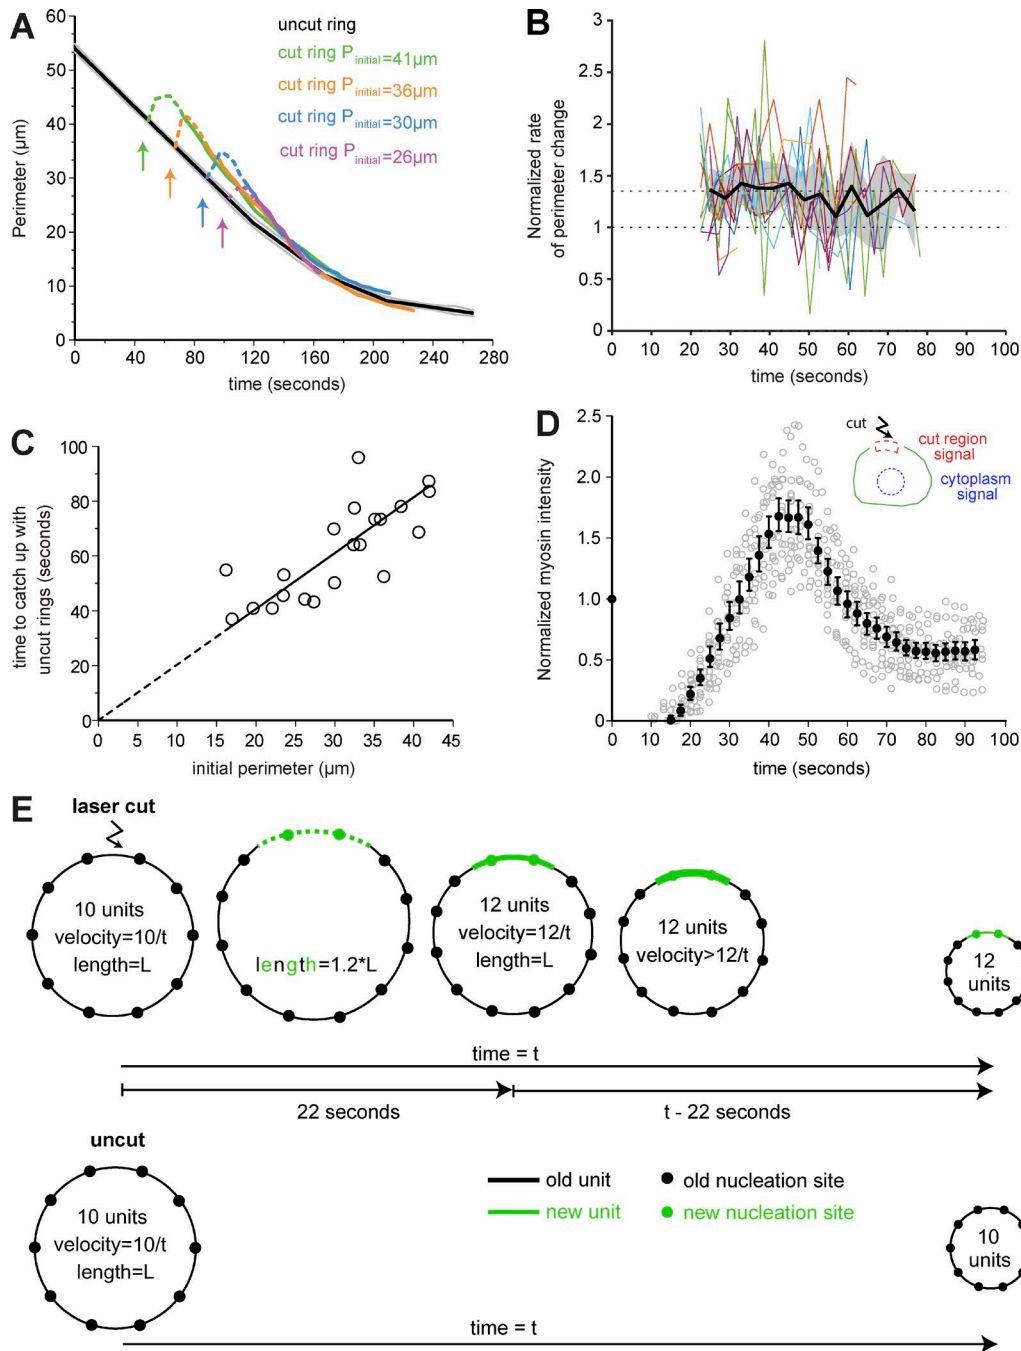 A
60
50
40
30
20
10
0
Perimeter (µm)
0
40
80
120
160
200
240
280
time (seconds)
uncut ring
cut ring Pinitial=41µm
cut ring Pinitial=36µm
cut ring Pinitial=30µm
cut ring Pinitial=26µm
B
3
2.5
2
1.5
1
0.5
0
Normalized rate
of perimeter change
0
10
20
30
40
50
60
70
80
90
100
time (seconds)
C
100
80
60
40
20
0
time to catch up with
uncut rings (seconds)
0
5
10
15
20
25
30
35
40
45
initial perimeter (µm)
D
2.5
2.0
1.5
1.0
0.5
0
Normalized myosin intensity
0
10
20
30
40
50
60
70
80
90
100
time (seconds)
cut
cut region
signal
cytoplasm
signal
E
laser cut
10 units
velocity=10/t
length=L
length=1.2*L
12 units
velocity=12/t
length=L
12 units
velocity>12/t
12
units
time = t
22 seconds
t - 22 seconds
uncut
10 units
velocity=10/t
length=L
old unit
new unit
old nucleation site
new nucleation site
10
units
time = t